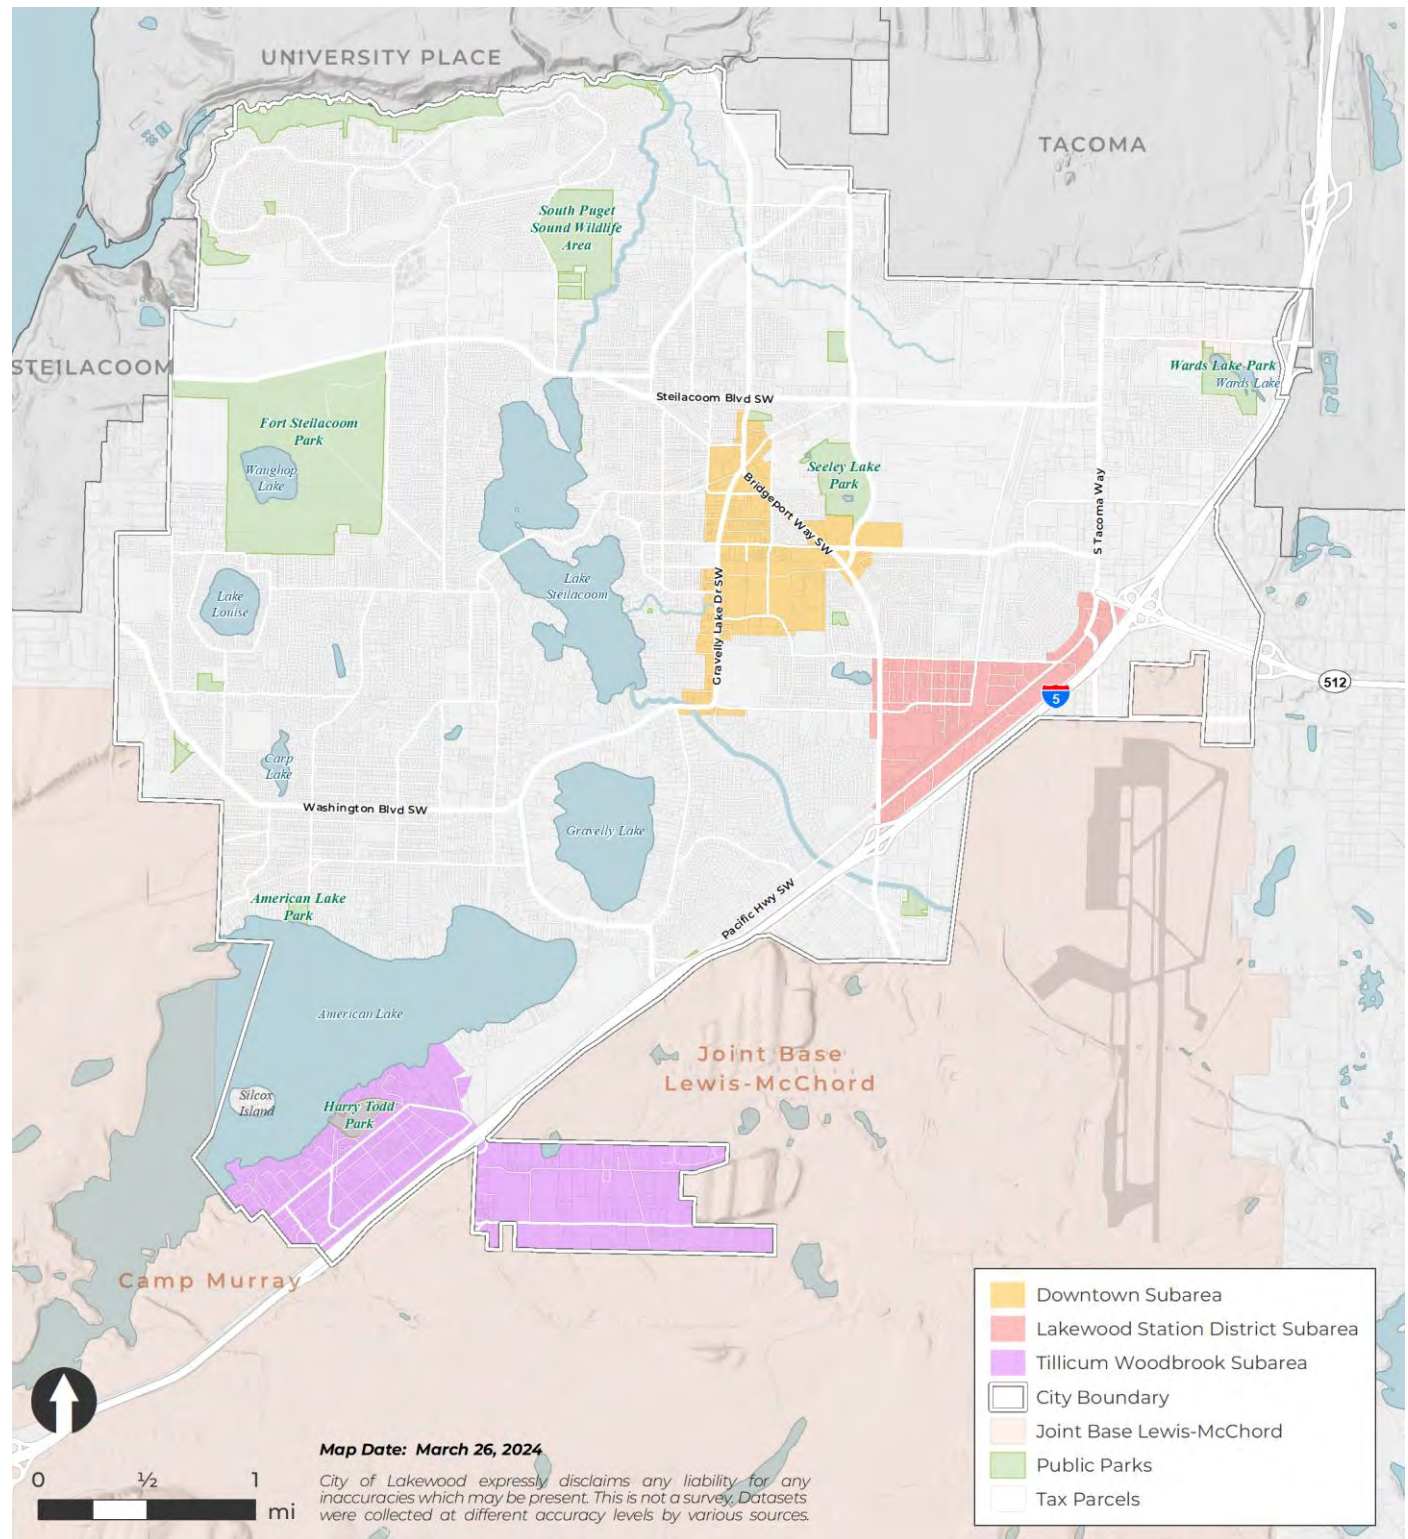 UNIVERSITY PLACE
TACOMA
South Puget
Sound Wildlife
Area
STEILACOOM
Wards Lake Park
Wards Lake
Steilacoom Blvd SW
Fort Steilacoom
Park
Waughop
Lake
Seeley Lake
Park
Bridgeport Way SW
S Tacoma Way
Lake
Louise
Lake
Steilacoom
Gravelly Lake Dr SW
512
5
Carp
Lake
Washington Blvd SW
Gravelly Lake
American Lake
Park
Pacific Hwy SW
American Lake
Joint Base
Lewis-McChord
Silcox
Island
Harry Todd
Park
Camp Murray
Downtown Subarea
Lakewood Station District Subarea
Tillicum Woodbrook Subarea
City Boundary
Joint Base Lewis-McChord
Public Parks
Tax Parcels
Map Date: March 26, 2024
0 ½ 1
mi
City of Lakewood expressly disclaims any liability for any
inaccuracies which may be present. This is not a survey. Datasets
were collected at different accuracy levels by various sources.